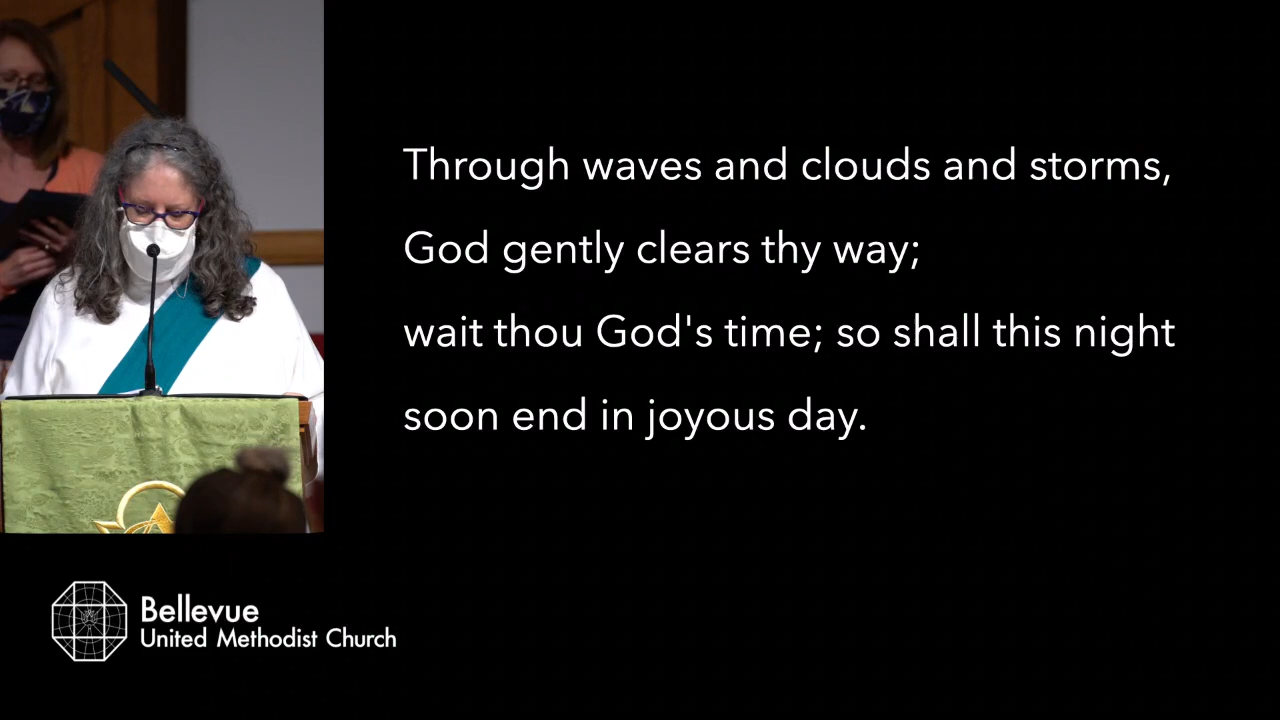 Through waves and clouds and storms,
God gently clears thy way;
wait thou God's time; so shall this night
soon end in joyous day.
Bellevue
United Methodist Church